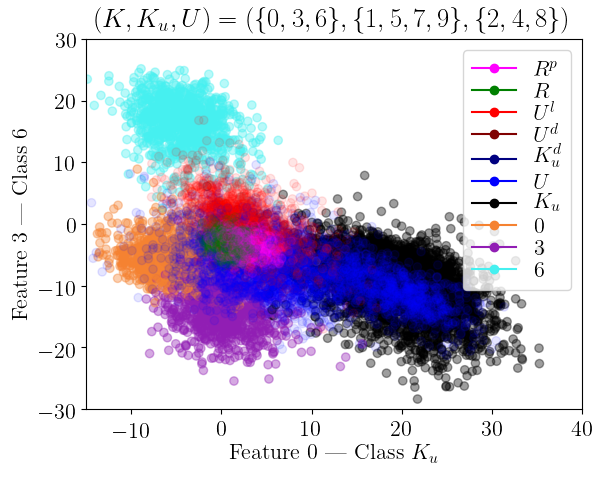 (K, K_u, U) = ({0, 3, 6}, {1, 5, 7, 9}, {2, 4, 8})
30
20
10
0
−10
−20
−30
Feature 3 — Class 6
R^p
R
U^l
U^d
K_u^d
U
K_u
0
3
6
−10
0
10
20
30
40
Feature 0 — Class K_u